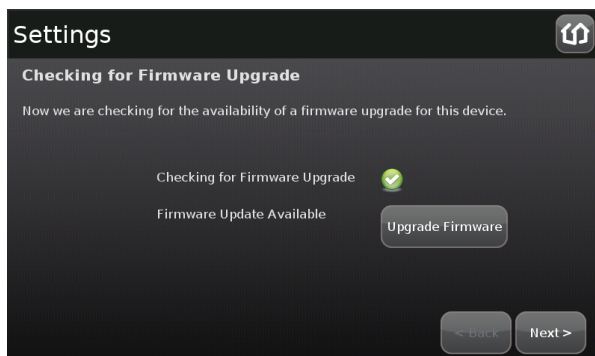 Settings
Checking for Firmware Upgrade
Now we are checking for the availability of a firmware upgrade for this device.
Checking for Firmware Upgrade
Firmware Update Available
Upgrade Firmware
< Back
Next >